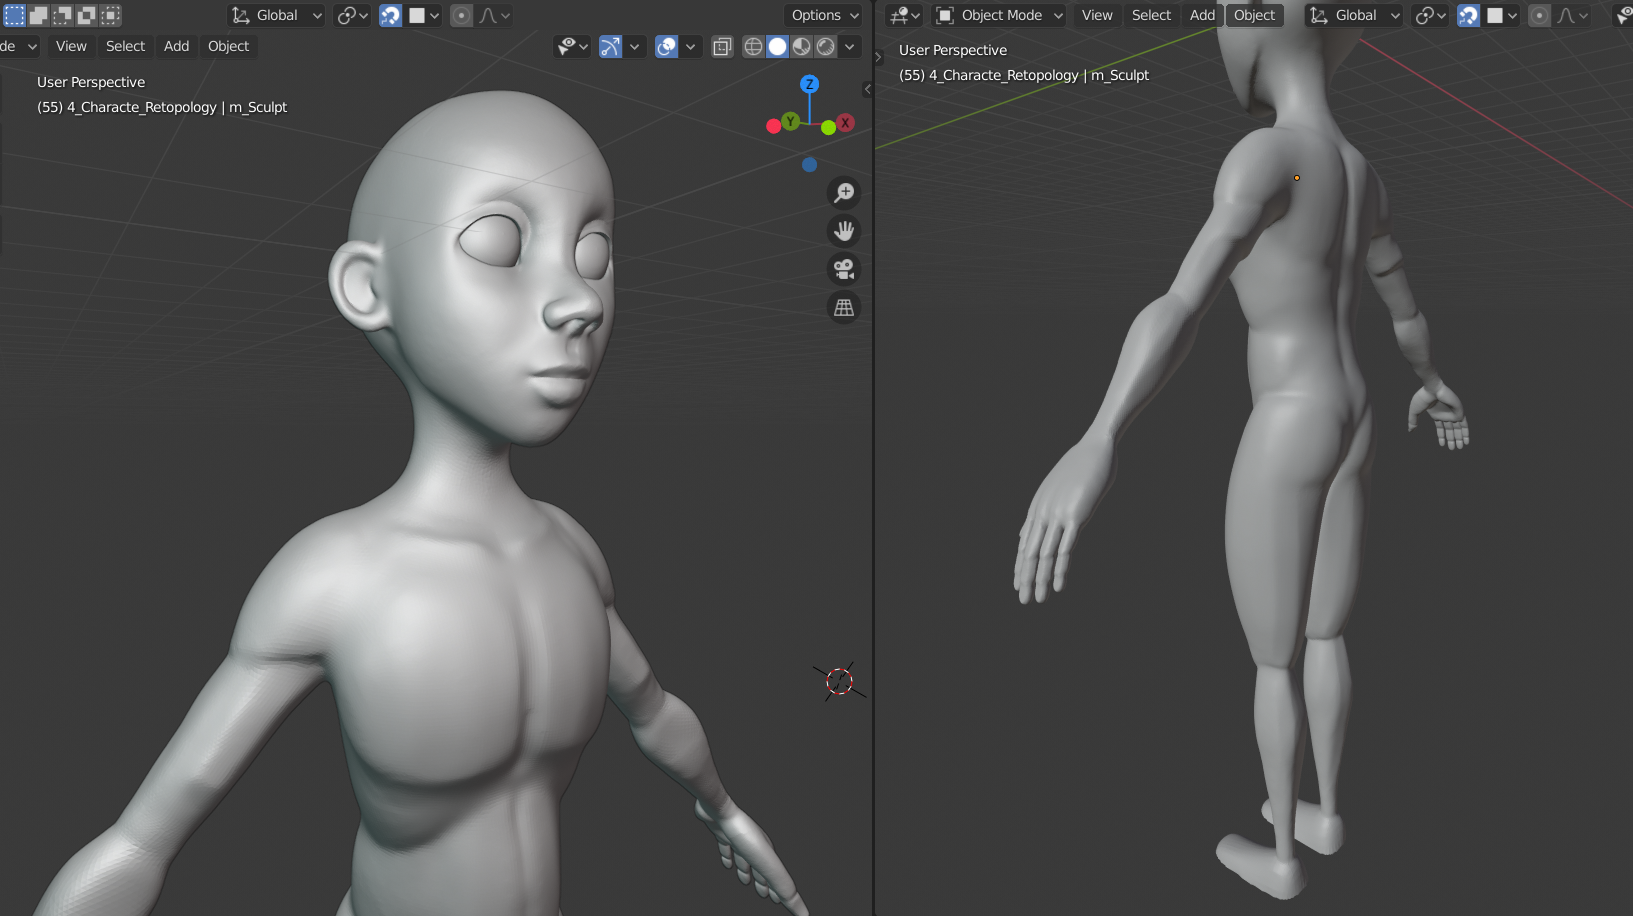 Global
Options
de
View
Select
Add
Object
User Perspective
(55) 4_Characte_Retopology | m_Sculpt
Z
Y
X
Object Mode
View
Select
Add
Object
Global
User Perspective
(55) 4_Characte_Retopology | m_Sculpt